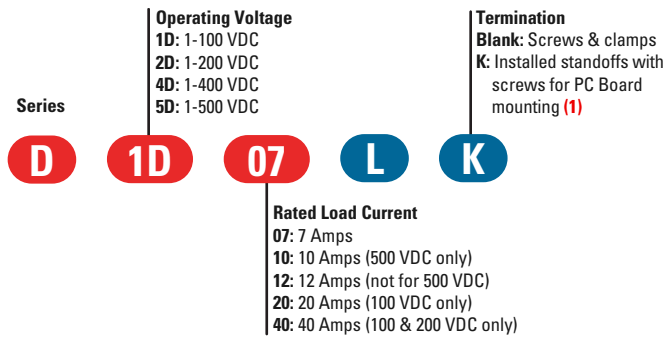 Operating Voltage
1D: 1-100 VDC
2D: 1-200 VDC
4D: 1-400 VDC
5D: 1-500 VDC
Termination
Blank: Screws & clamps
K: Installed standoffs with
screws for PC Board
mounting (1)
Series
D 1D 07 L K
Rated Load Current
07: 7 Amps
10: 10 Amps (500 VDC only)
12: 12 Amps (not for 500 VDC)
20: 20 Amps (100 VDC only)
40: 40 Amps (100 & 200 VDC only)